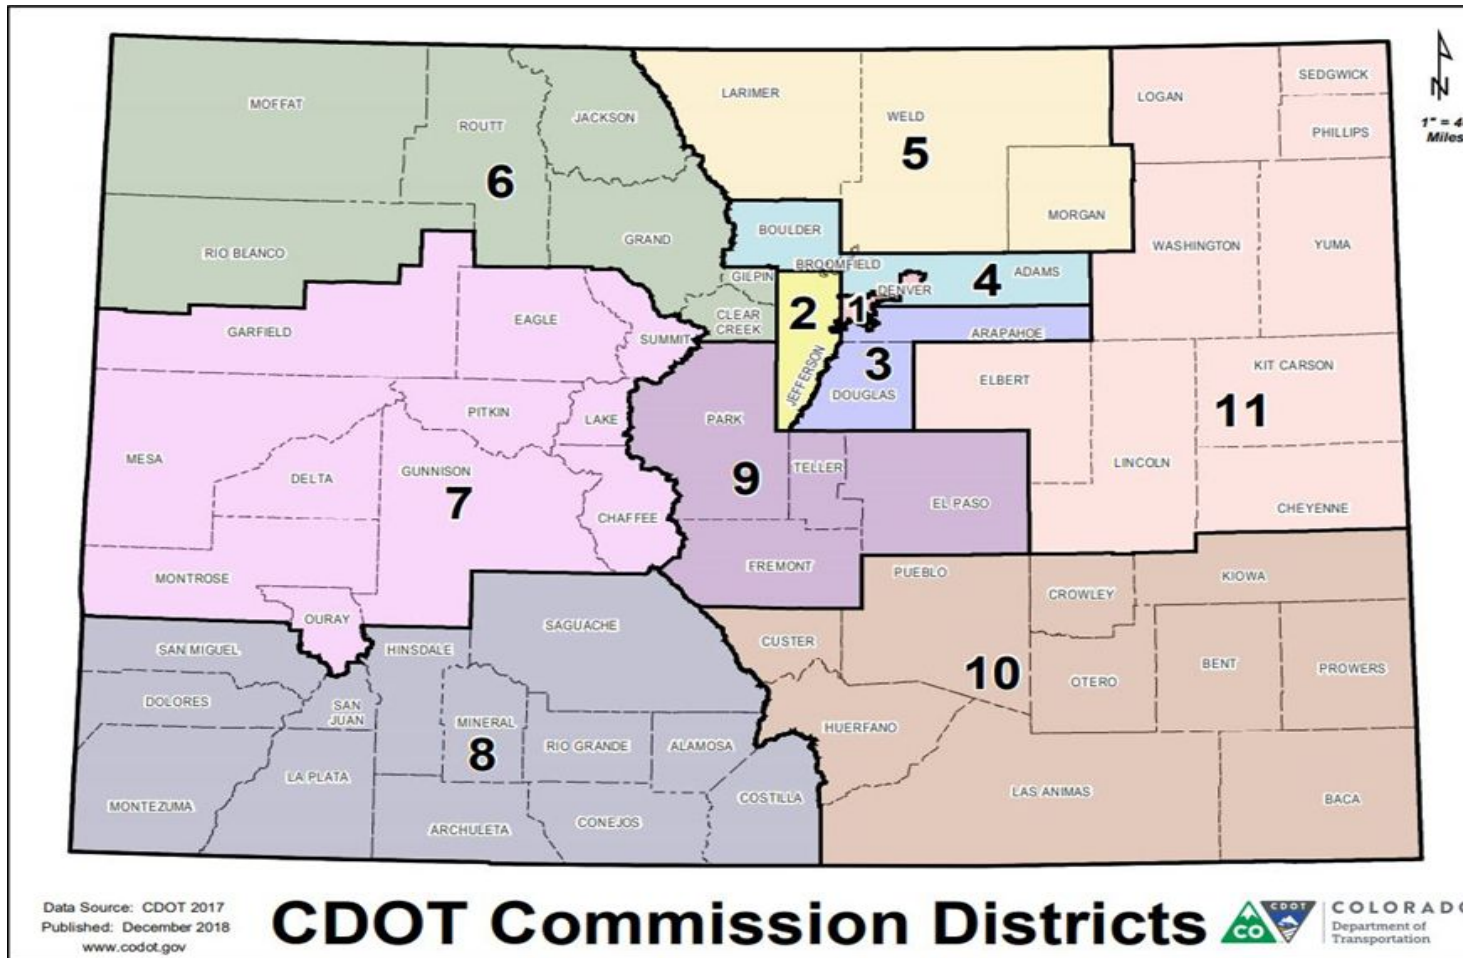 MOFFAT
ROUTT
JACKSON
LARIMER
WELD
LOGAN
SEDGWICK
PHILLIPS
N
Miles
5
6
MORGAN
RIO BLANCO
GRAND
BOULDER
WASHINGTON
YUMA
BROOMFIELD
GILPIN
ADAMS
4
DENVER
1
2
CLEAR
CREEK
GARFIELD
EAGLE
SUMMIT
ARAPAHOE
JEFFERSON
3
DOUGLAS
ELBERT
KIT CARSON
11
PITKIN
LAKE
PARK
MESA
DELTA
GUNNISON
7
9
TELLER
LINCOLN
CHAFFEE
EL PASO
CHEYENNE
MONTROSE
FREMONT
PUEBLO
CROWLEY
KIOWA
OURAY
SAN MIGUEL
HINSDALE
SAGUACHE
CUSTER
10
OTERO
BENT
PROWERS
DOLORES
SAN
JUAN
MINERAL
8
RIO GRANDE
ALAMOSA
HUERFANO
LA PLATA
MONTEZUMA
ARCHULETA
CONEJOS
COSTILLA
LAS ANIMAS
BACA
Data Source: CDOT 2017
Published: December 2018
www.codot.gov
CDOT Commission Districts
CO
CDOT
COLORADO
Department of
Transportation